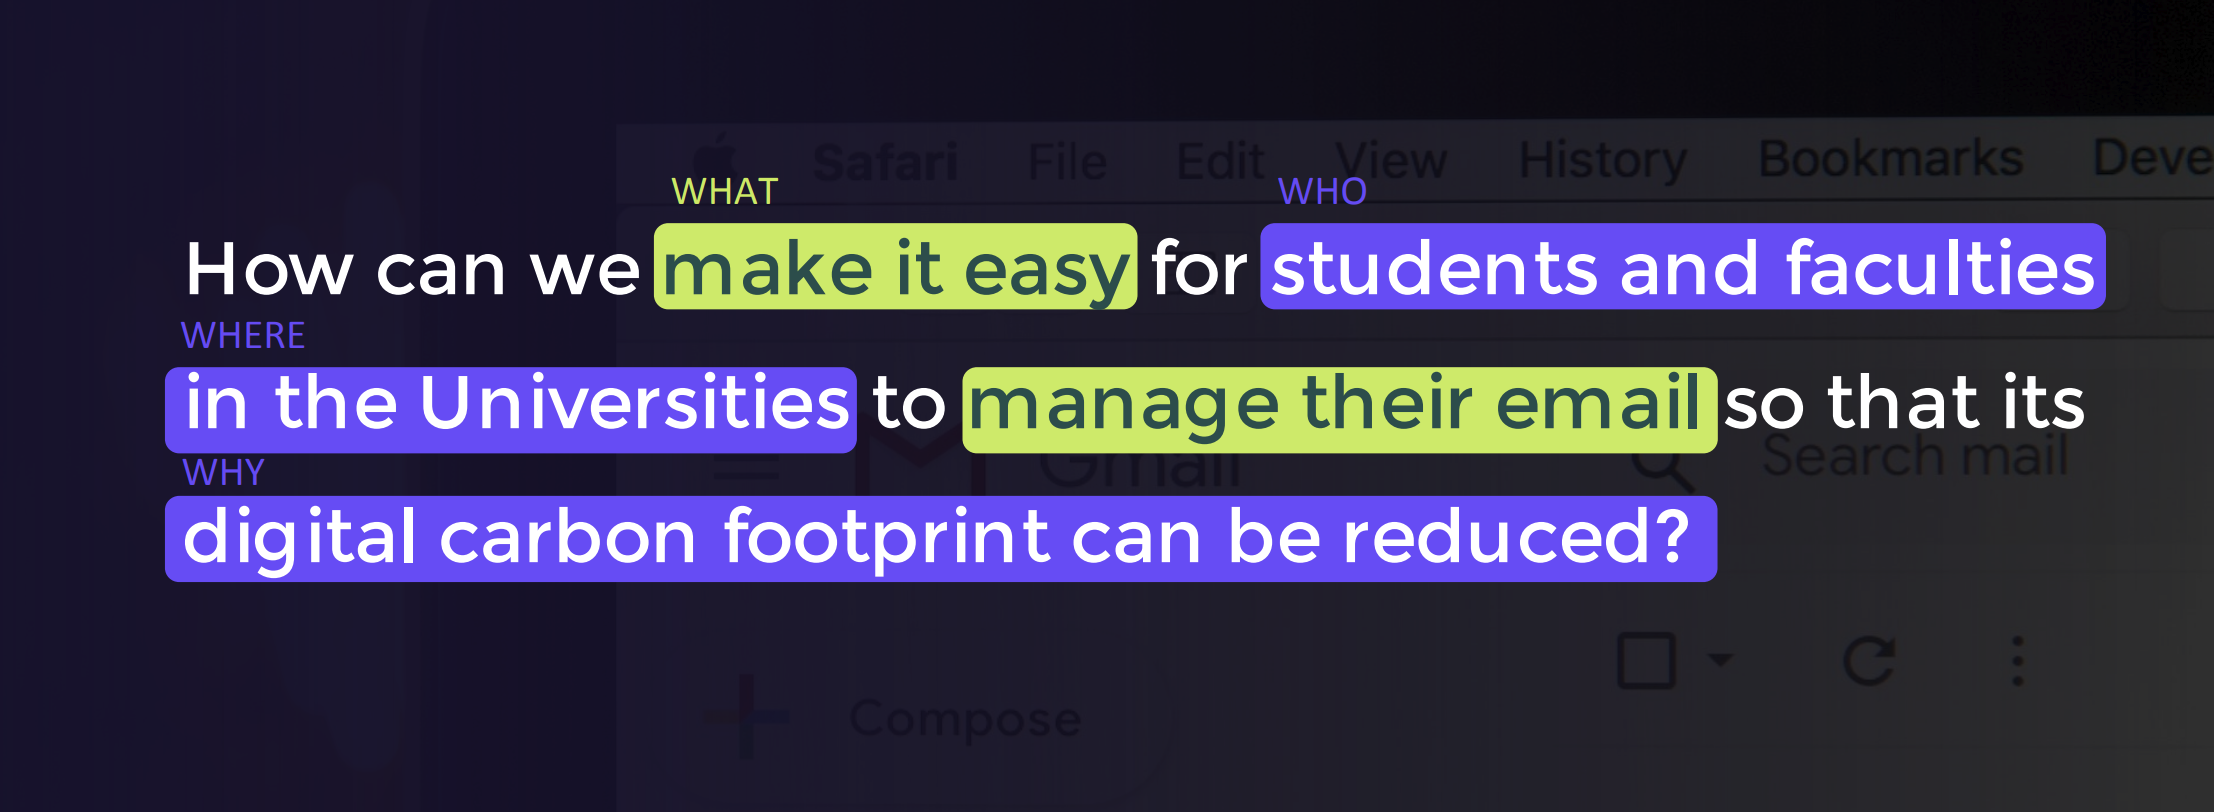 Safari File Edit View History Bookmarks Deve
WHAT WHO
How can we make it easy for students and faculties
WHERE
in the Universities to manage their email so that its
Gmail Search mail
WHY
digital carbon footprint can be reduced?
Compose